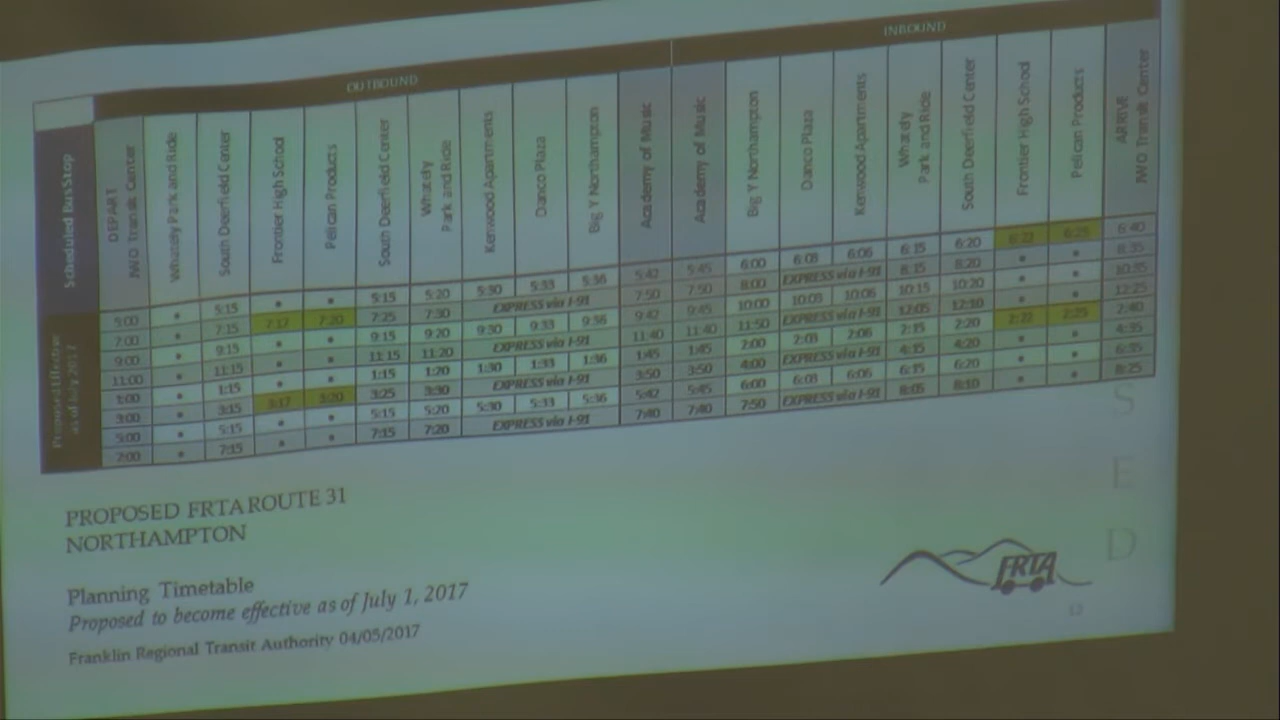 OUTBOUND INBOUND
Scheduled Bus Stop
DEPART JWO Transit Center
Whately Park and Ride
South Deerfield Center
Frontier High School
Pelican Products
South Deerfield Center
Whately Park and Ride
Kenwood Apartments
Danco Plaza
Big Y Northampton
Academy of Music
Academy of Music
Big Y Northampton
Danco Plaza
Kenwood Apartments
Whately Park and Ride
South Deerfield Center
Frontier High School
Pelican Products
ARRIVE JWO Transit Center
Proposed Effective as of July 2017
5:00 • 5:15 • • 5:15 5:20 5:30 5:33 5:36 5:42 5:45 6:00 6:03 6:06 6:15 6:20 6:22 6:25 6:40
7:00 • 7:15 7:17 7:20 7:25 7:30 EXPRESS via I-91 7:50 7:50 8:00 EXPRESS via I-91 8:15 8:20 • • 8:35
9:00 • 9:15 • • 9:15 9:20 9:30 9:33 9:36 9:42 9:45 10:00 10:03 10:06 10:15 10:20 • • 10:35
11:00 • 11:15 • • 11:15 11:20 EXPRESS via I-91 11:40 11:40 11:50 EXPRESS via I-91 12:05 12:10 • • 12:25
1:00 • 1:15 • • 1:15 1:20 1:30 1:33 1:36 1:45 1:45 2:00 2:03 2:06 2:15 2:20 2:22 2:25 2:40
3:00 • 3:15 3:17 3:20 3:25 3:30 EXPRESS via I-91 3:50 3:50 4:00 EXPRESS via I-91 4:15 4:20 • • 4:35
5:00 • 5:15 • • 5:15 5:20 5:30 5:33 5:36 5:42 5:45 6:00 6:03 6:06 6:15 6:20 • • 6:35
7:00 • 7:15 • • 7:15 7:20 EXPRESS via I-91 7:40 7:40 7:50 EXPRESS via I-91 8:05 8:10 • • 8:25
S
E
D
PROPOSED FRTA ROUTE 31
NORTHAMPTON
Planning Timetable
Proposed to become effective as of July 1, 2017
Franklin Regional Transit Authority 04/05/2017
FRTA
12